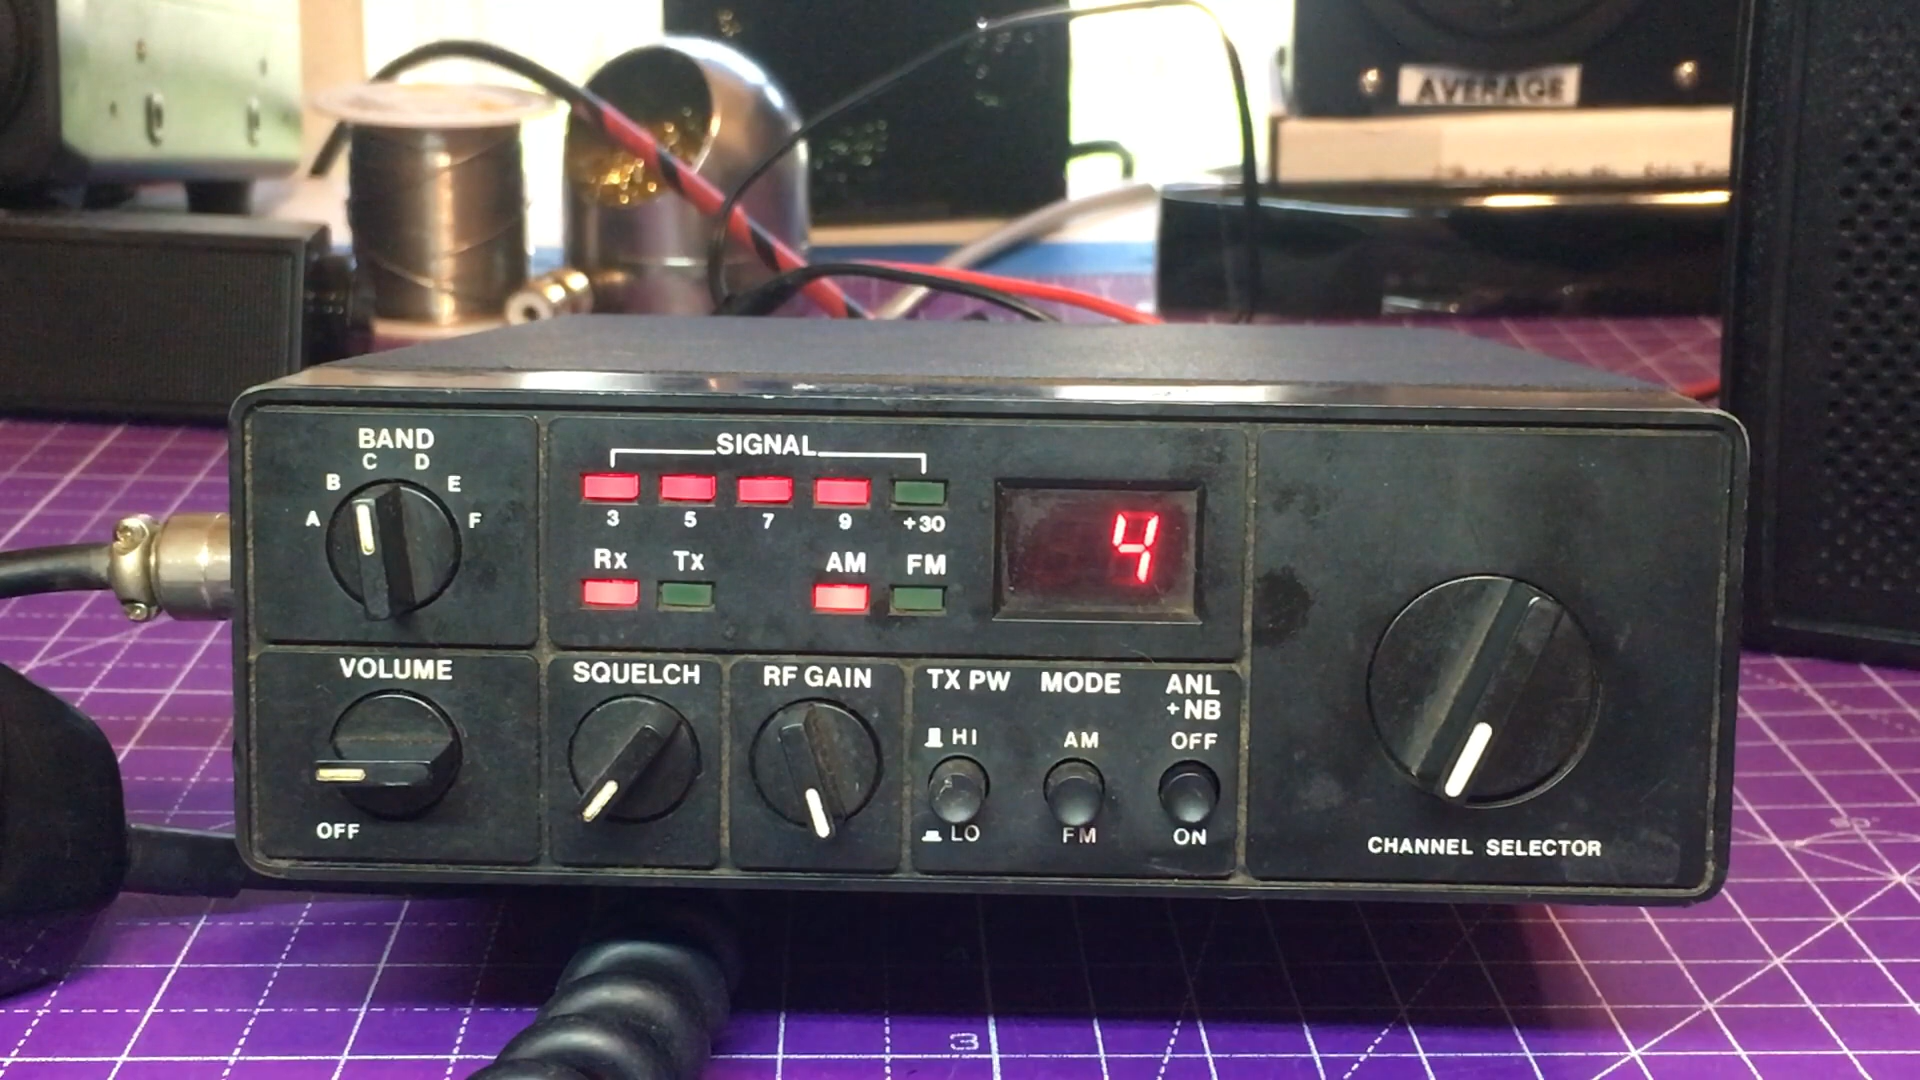 AVERAGE
BAND
A B C D E F
SIGNAL
3 5 7 9 +30
Rx Tx AM FM
4
VOLUME
OFF
SQUELCH
RF GAIN
TX PW
HI
LO
MODE
AM
FM
ANL
+NB
OFF
ON
CHANNEL SELECTOR
3